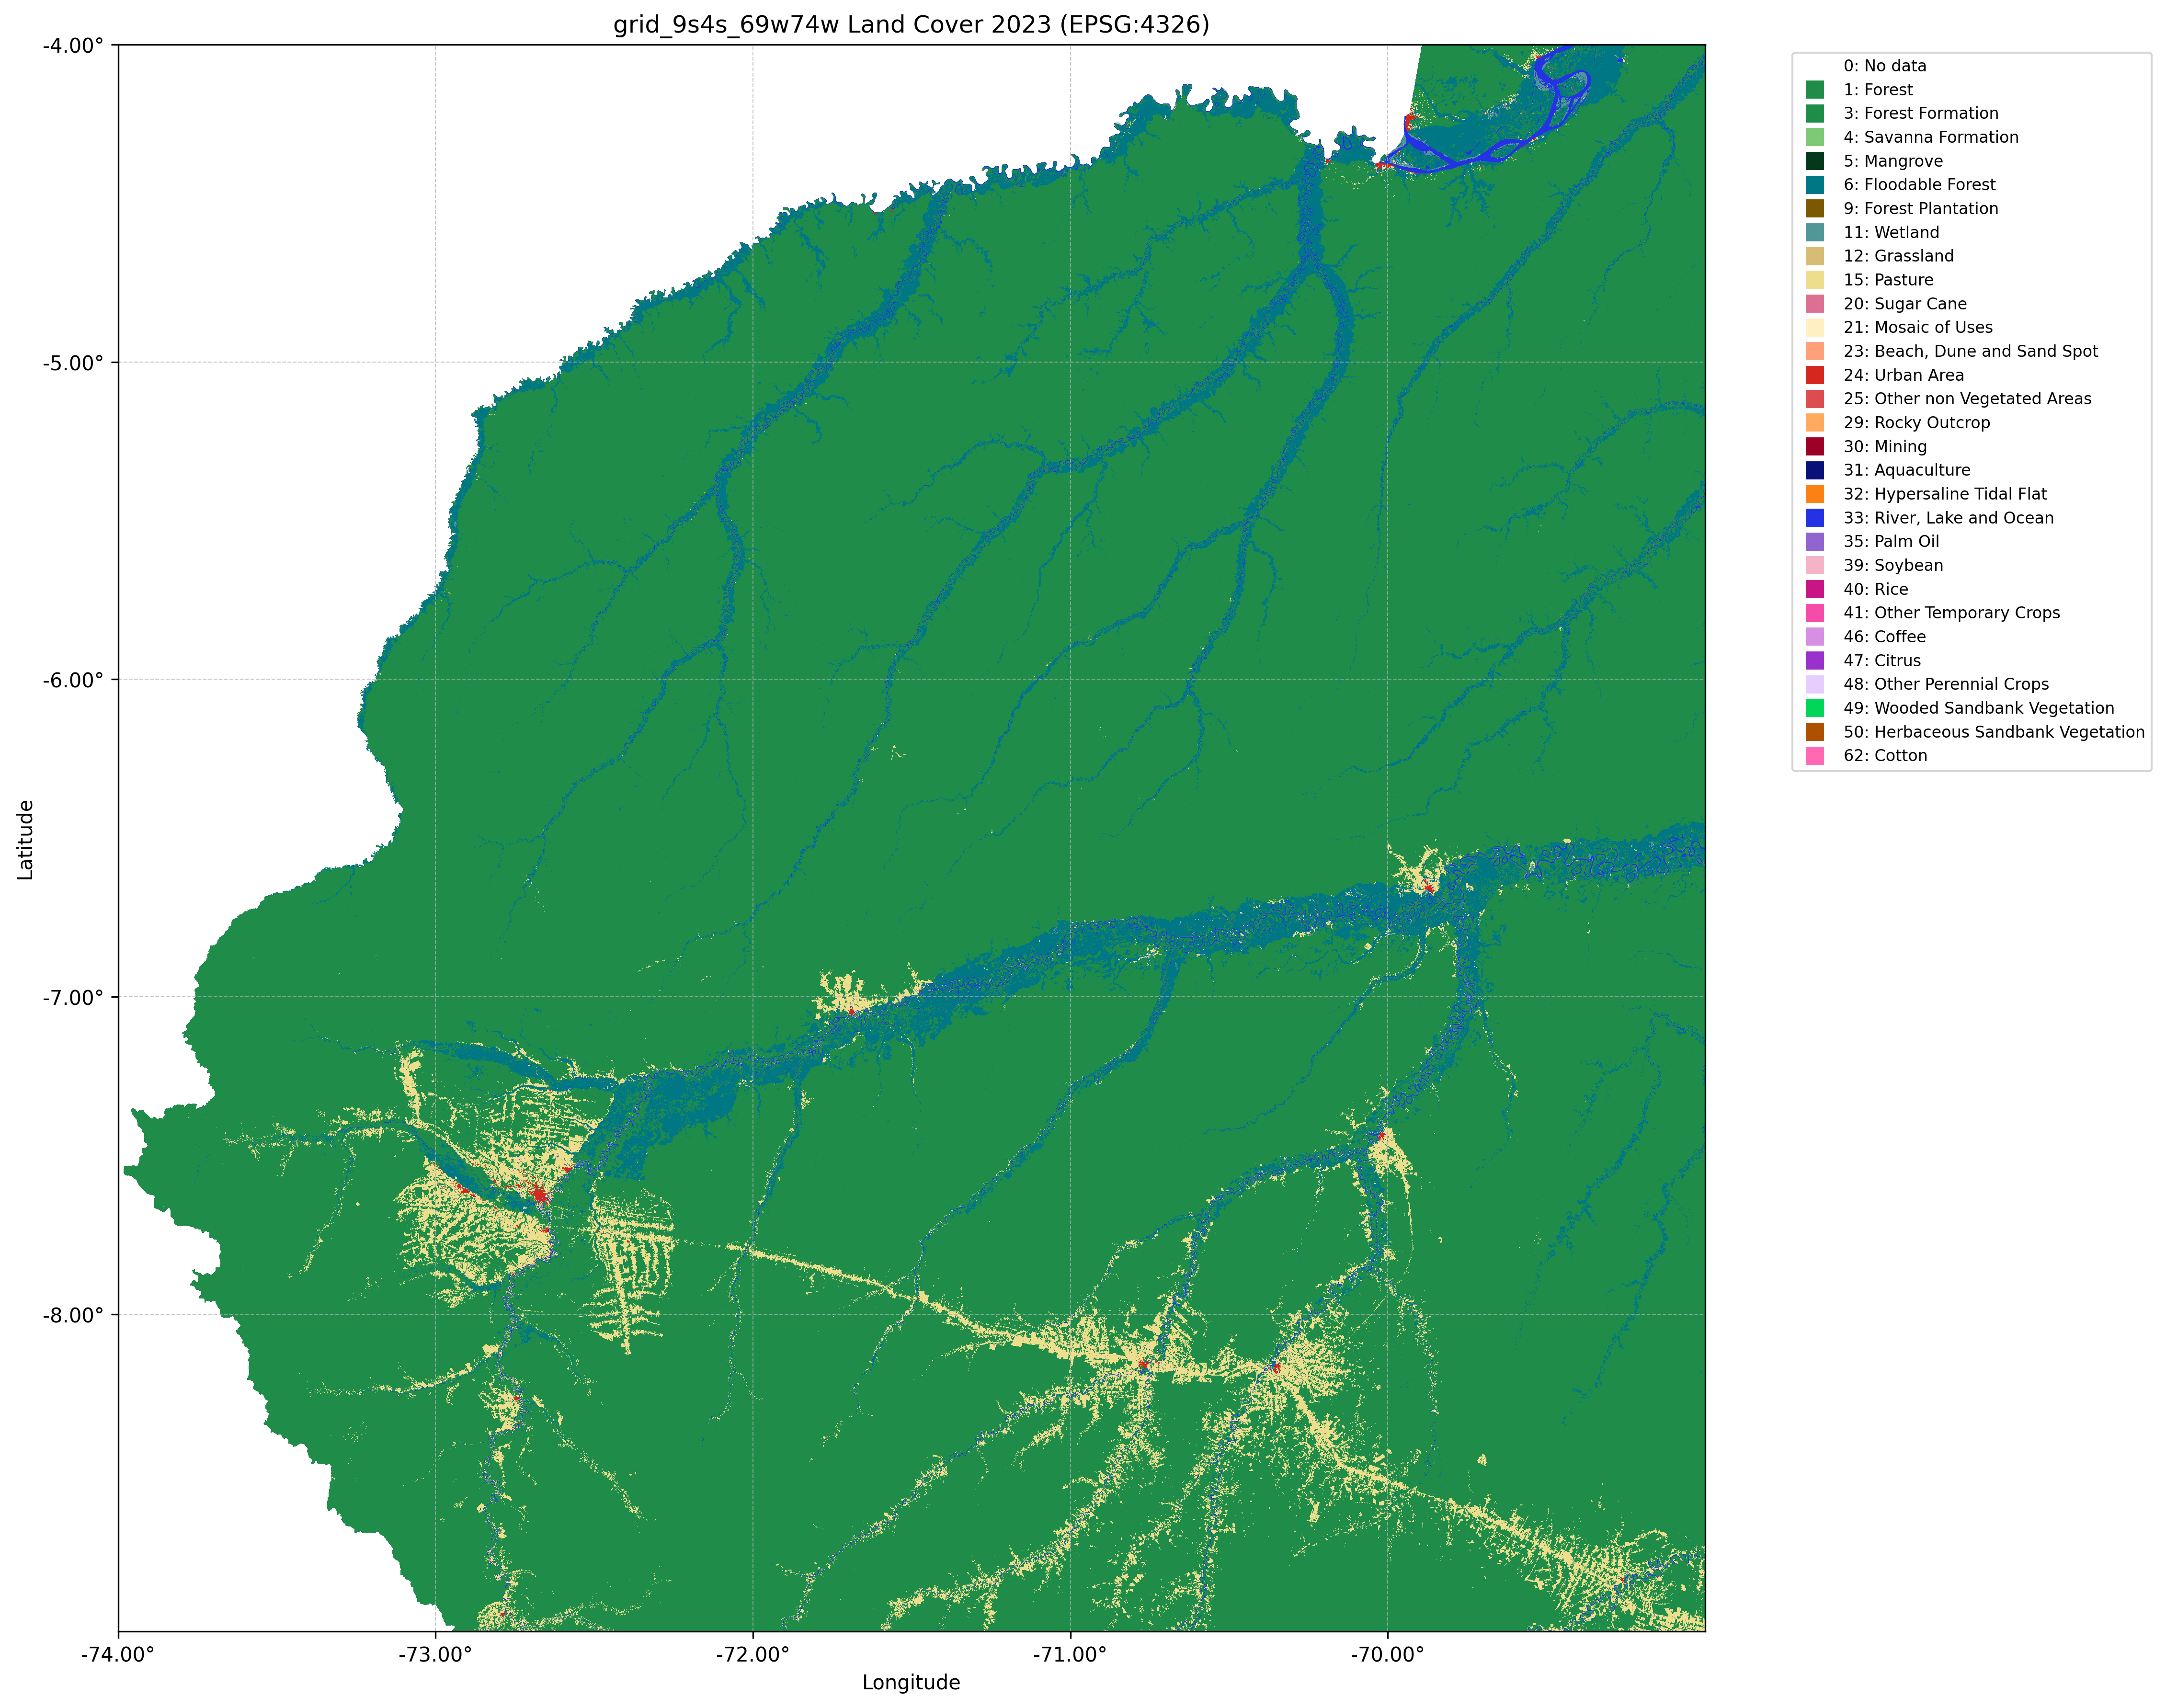 grid_9s4s_69w74w Land Cover 2023 (EPSG:4326)
-4.00°
-5.00°
-6.00°
-7.00°
-8.00°
Latitude
-74.00°
-73.00°
-72.00°
-71.00°
-70.00°
Longitude
0: No data
1: Forest
3: Forest Formation
4: Savanna Formation
5: Mangrove
6: Floodable Forest
9: Forest Plantation
11: Wetland
12: Grassland
15: Pasture
20: Sugar Cane
21: Mosaic of Uses
23: Beach, Dune and Sand Spot
24: Urban Area
25: Other non Vegetated Areas
29: Rocky Outcrop
30: Mining
31: Aquaculture
32: Hypersaline Tidal Flat
33: River, Lake and Ocean
35: Palm Oil
39: Soybean
40: Rice
41: Other Temporary Crops
46: Coffee
47: Citrus
48: Other Perennial Crops
49: Wooded Sandbank Vegetation
50: Herbaceous Sandbank Vegetation
62: Cotton